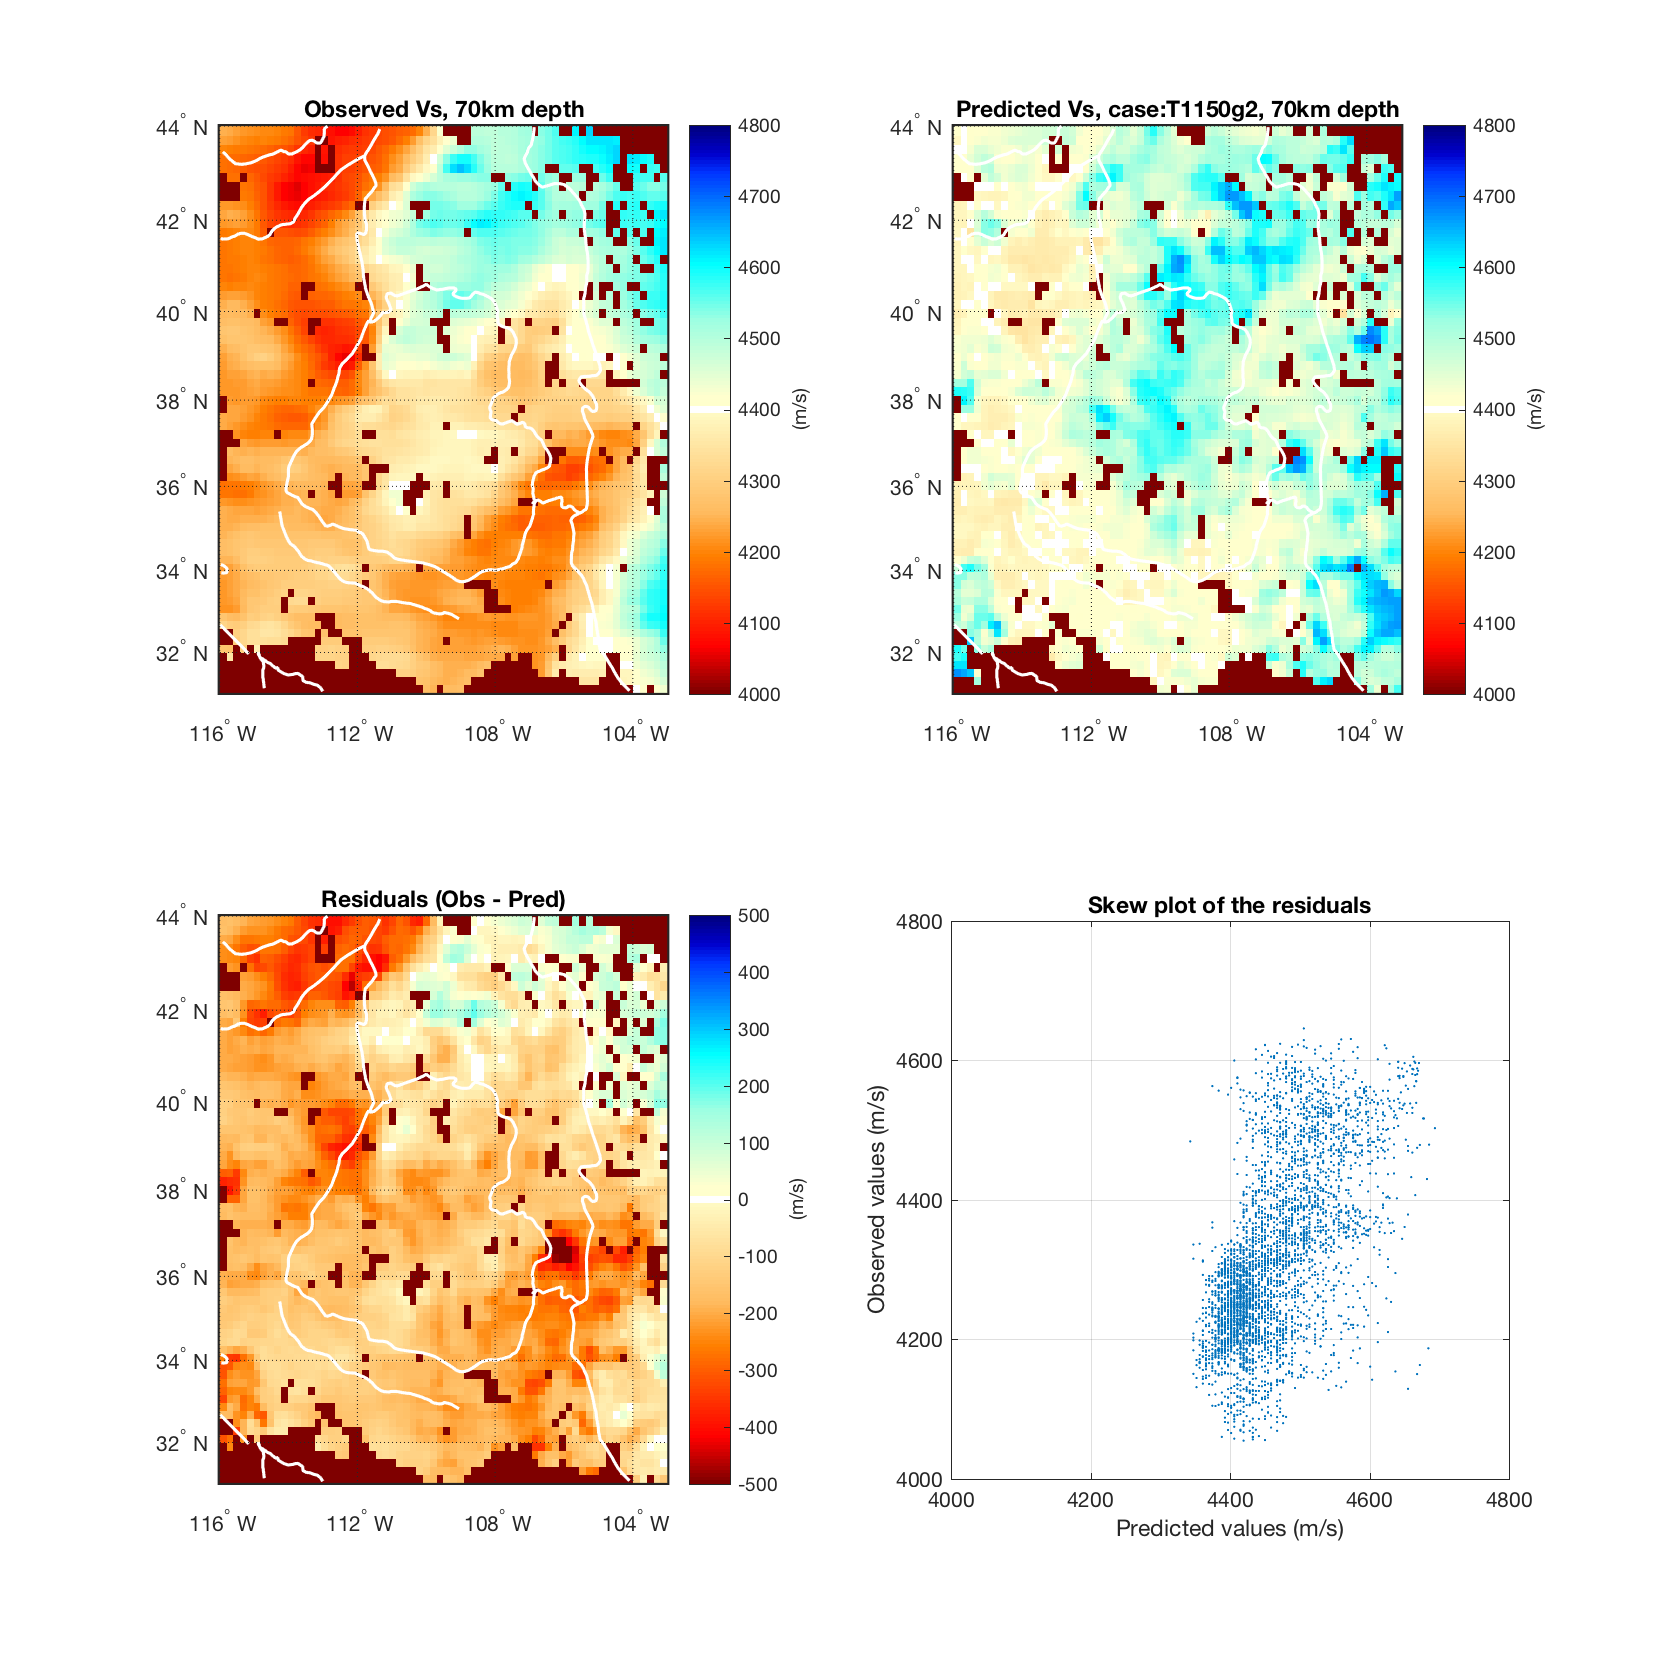 Observed Vs, 70km depth
44° N
42° N
40° N
38° N
36° N
34° N
32° N
116° W
112° W
108° W
104° W
4800
4700
4600
4500
4400
4300
4200
4100
4000
(m/s)
Predicted Vs, case:T1150g2, 70km depth
44° N
42° N
40° N
38° N
36° N
34° N
32° N
116° W
112° W
108° W
104° W
4800
4700
4600
4500
4400
4300
4200
4100
4000
(m/s)
Residuals (Obs - Pred)
44° N
42° N
40° N
38° N
36° N
34° N
32° N
116° W
112° W
108° W
104° W
500
400
300
200
100
0
-100
-200
-300
-400
-500
(m/s)
Skew plot of the residuals
4800
4600
4400
4200
4000
Observed values (m/s)
4000
4200
4400
4600
4800
Predicted values (m/s)